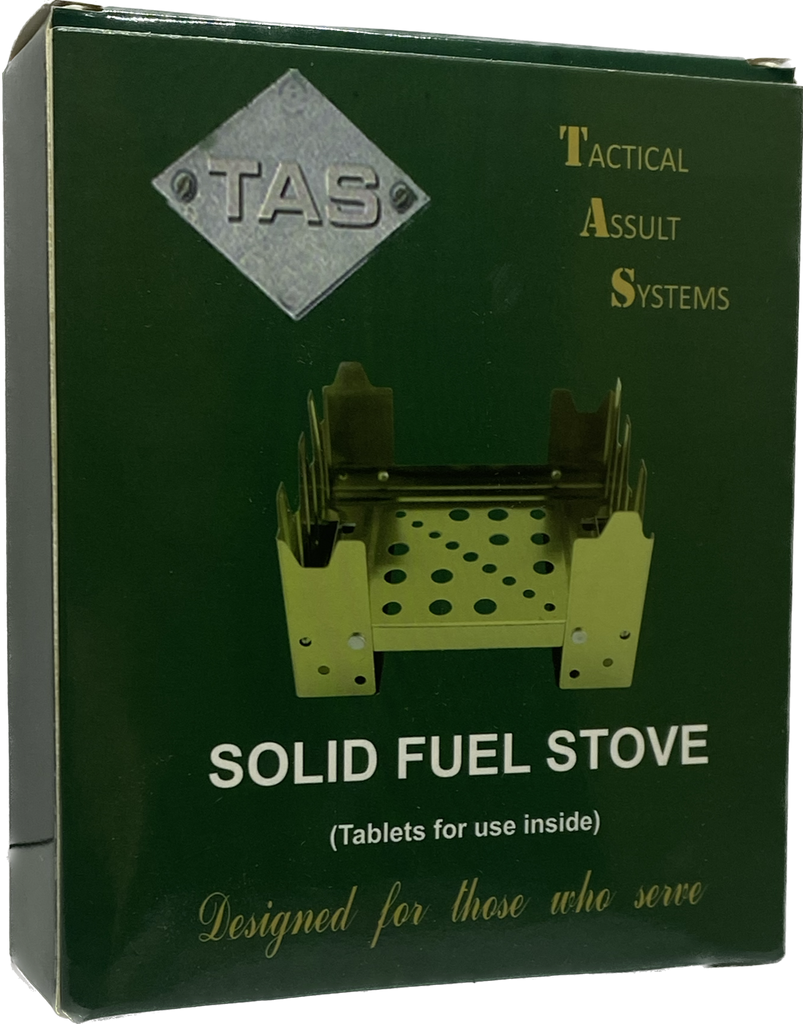 TAS
TACTICAL
ASSULT
SYSTEMS
SOLID FUEL STOVE
(Tablets for use inside)
Designed for those who serve